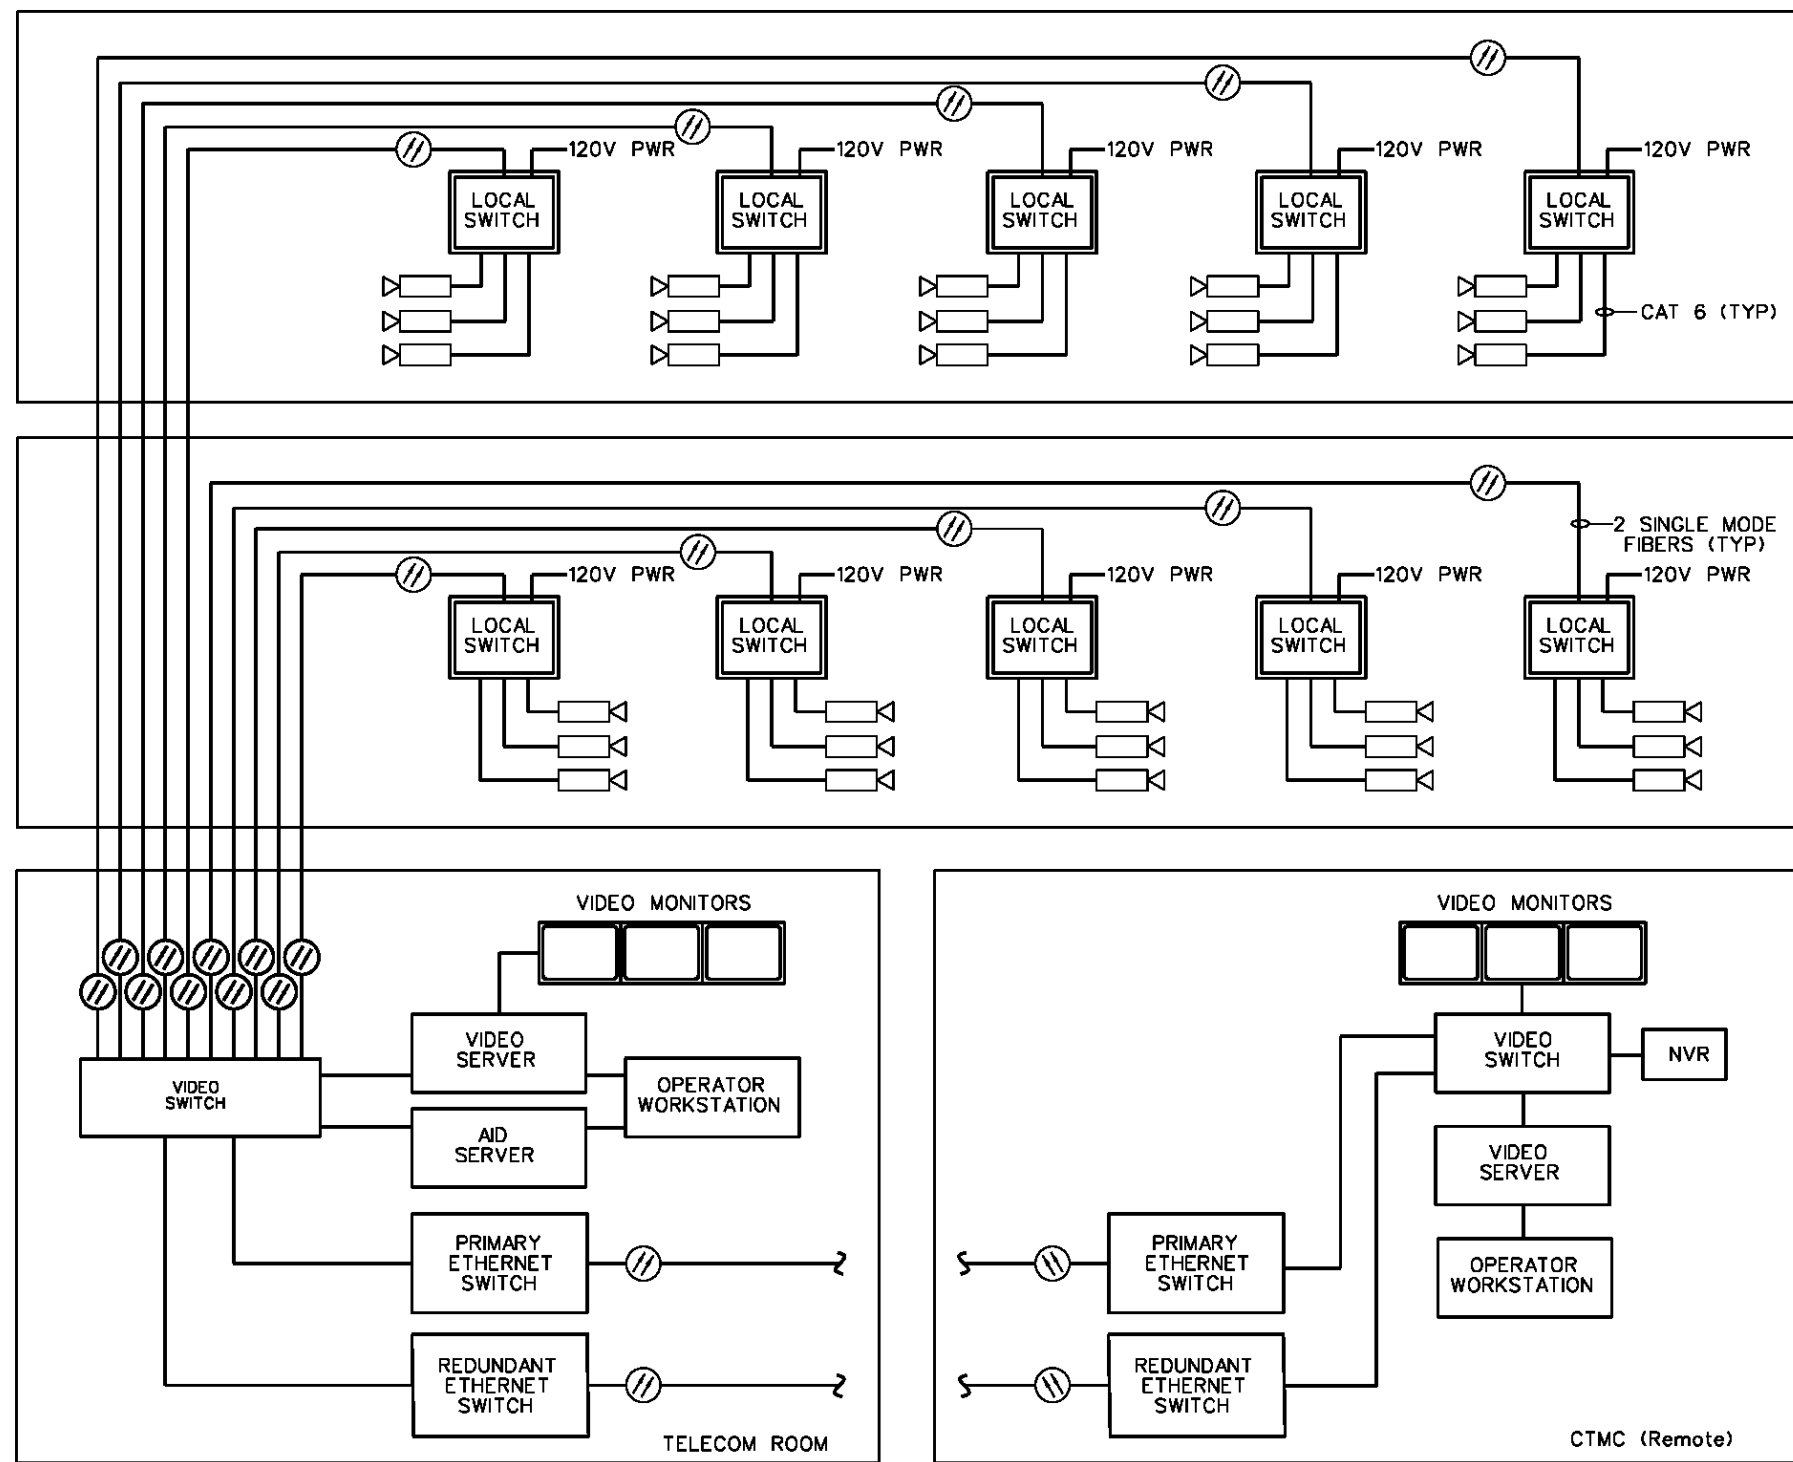 120V PWR
120V PWR
120V PWR
120V PWR
120V PWR
LOCAL
SWITCH
LOCAL
SWITCH
LOCAL
SWITCH
LOCAL
SWITCH
LOCAL
SWITCH
CAT 6 (TYP)
2 SINGLE MODE
FIBERS (TYP)
120V PWR
120V PWR
120V PWR
120V PWR
120V PWR
LOCAL
SWITCH
LOCAL
SWITCH
LOCAL
SWITCH
LOCAL
SWITCH
LOCAL
SWITCH
VIDEO MONITORS
VIDEO
SERVER
OPERATOR
WORKSTATION
VIDEO
SWITCH
AID
SERVER
PRIMARY
ETHERNET
SWITCH
REDUNDANT
ETHERNET
SWITCH
TELECOM ROOM
VIDEO MONITORS
VIDEO
SWITCH
NVR
VIDEO
SERVER
PRIMARY
ETHERNET
SWITCH
OPERATOR
WORKSTATION
REDUNDANT
ETHERNET
SWITCH
CTMC (Remote)